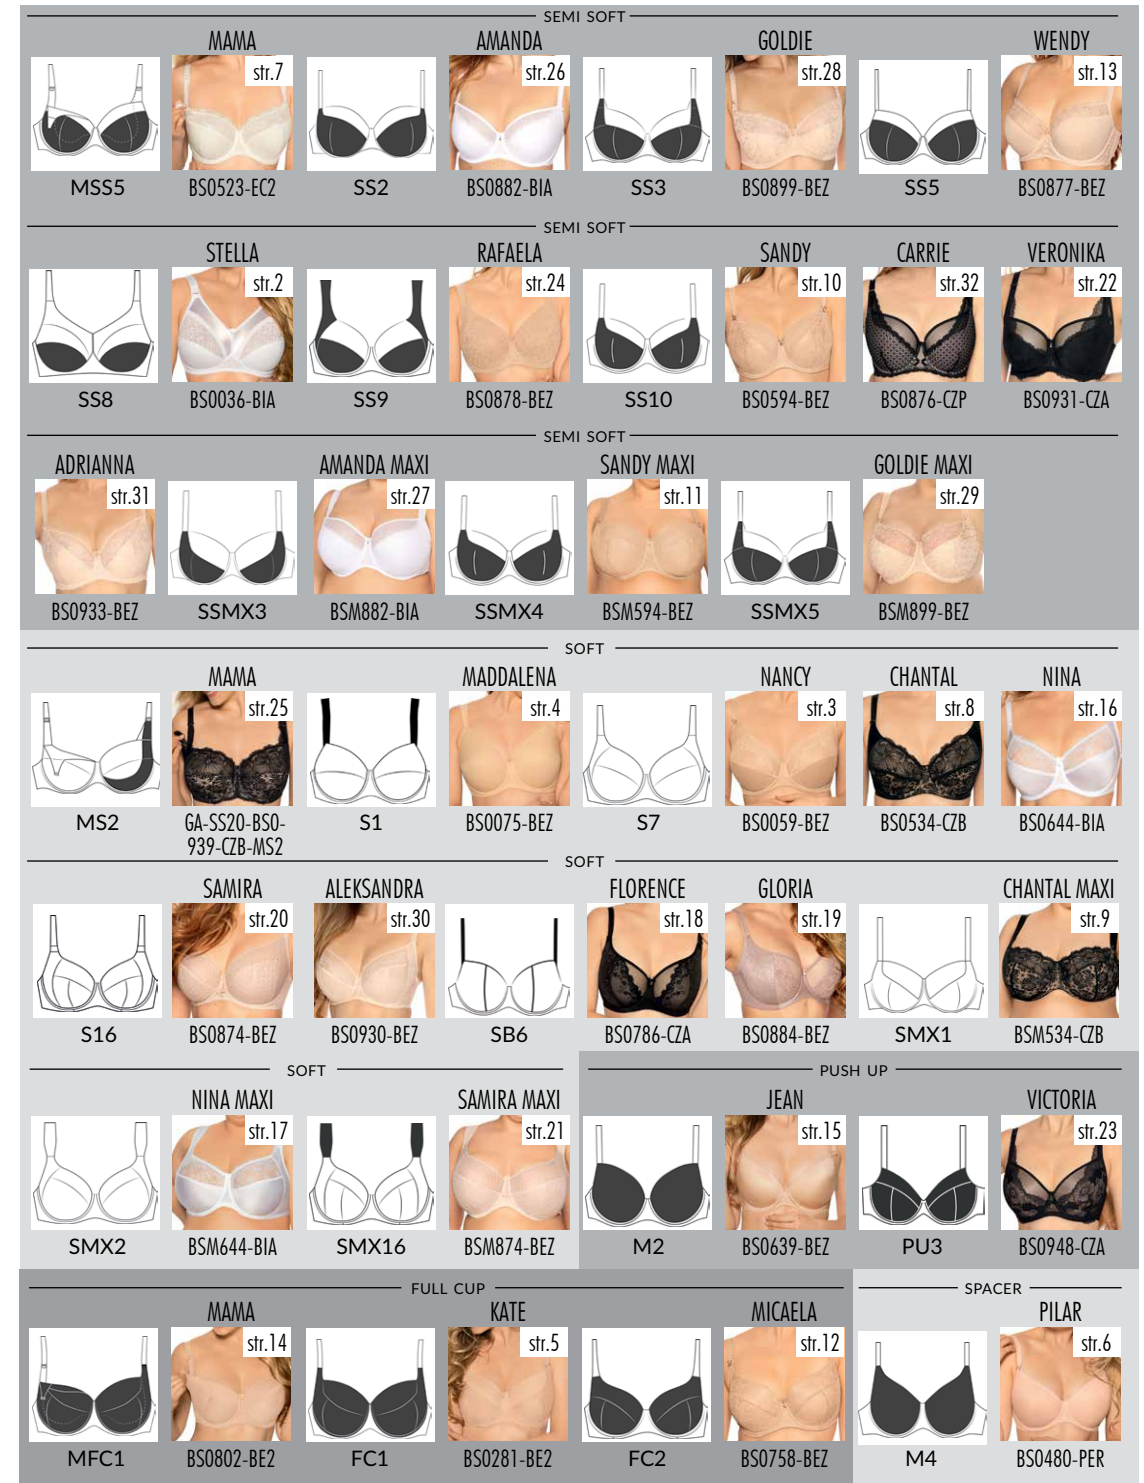 SEMI SOFT
MAMA AMANDA GOLDIE WENDY
str.7 str.26 str.28 str.13
MSS5 BS0523-EC2 SS2 BS0882-BIA SS3 BS0899-BEZ SS5 BS0877-BEZ
SEMI SOFT
STELLA RAFAELA SANDY CARRIE VERONIKA
str.2 str.24 str.10 str.32 str.22
SS8 BS0036-BIA SS9 BS0878-BEZ SS10 BS0594-BEZ BS0876-CZP BS0931-CZA
SEMI SOFT
ADRIANNA AMANDA MAXI SANDY MAXI GOLDIE MAXI
str.31 str.27 str.11 str.29
BS0933-BEZ SSMX3 BSM882-BIA SSMX4 BSM594-BEZ SSMX5 BSM899-BEZ
SOFT
MAMA MADDALENA NANCY CHANTAL NINA
str.25 str.4 str.3 str.8 str.16
MS2 GA-SS20-BS0- S1 BS0075-BEZ S7 BS0059-BEZ BS0534-CZB BS0644-BIA
939-CZB-MS2
SOFT
SAMIRA ALEKSANDRA FLORENCE GLORIA CHANTAL MAXI
str.20 str.30 str.18 str.19 str.9
S16 BS0874-BEZ BS0930-BEZ SB6 BS0786-CZA BS0884-BEZ SMX1 BSM534-CZB
SOFT PUSH UP
NINA MAXI SAMIRA MAXI JEAN VICTORIA
str.17 str.21 str.15 str.23
SMX2 BSM644-BIA SMX16 BSM874-BEZ M2 BS0639-BEZ PU3 BS0948-CZA
FULL CUP SPACER
MAMA KATE MICAELA PILAR
str.14 str.5 str.12 str.6
MFC1 BS0802-BE2 FC1 BS0281-BE2 FC2 BS0758-BEZ M4 BS0480-PER